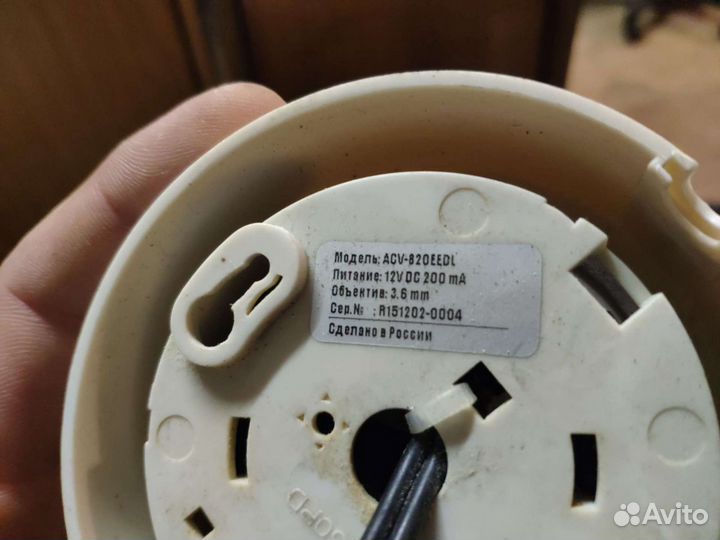 Модель: ACV-820EEDL
Питание: 12V DC 200 mA
Объектив: 3.6 mm
Сер.№ : R151202-0004
Сделано в России
Avito